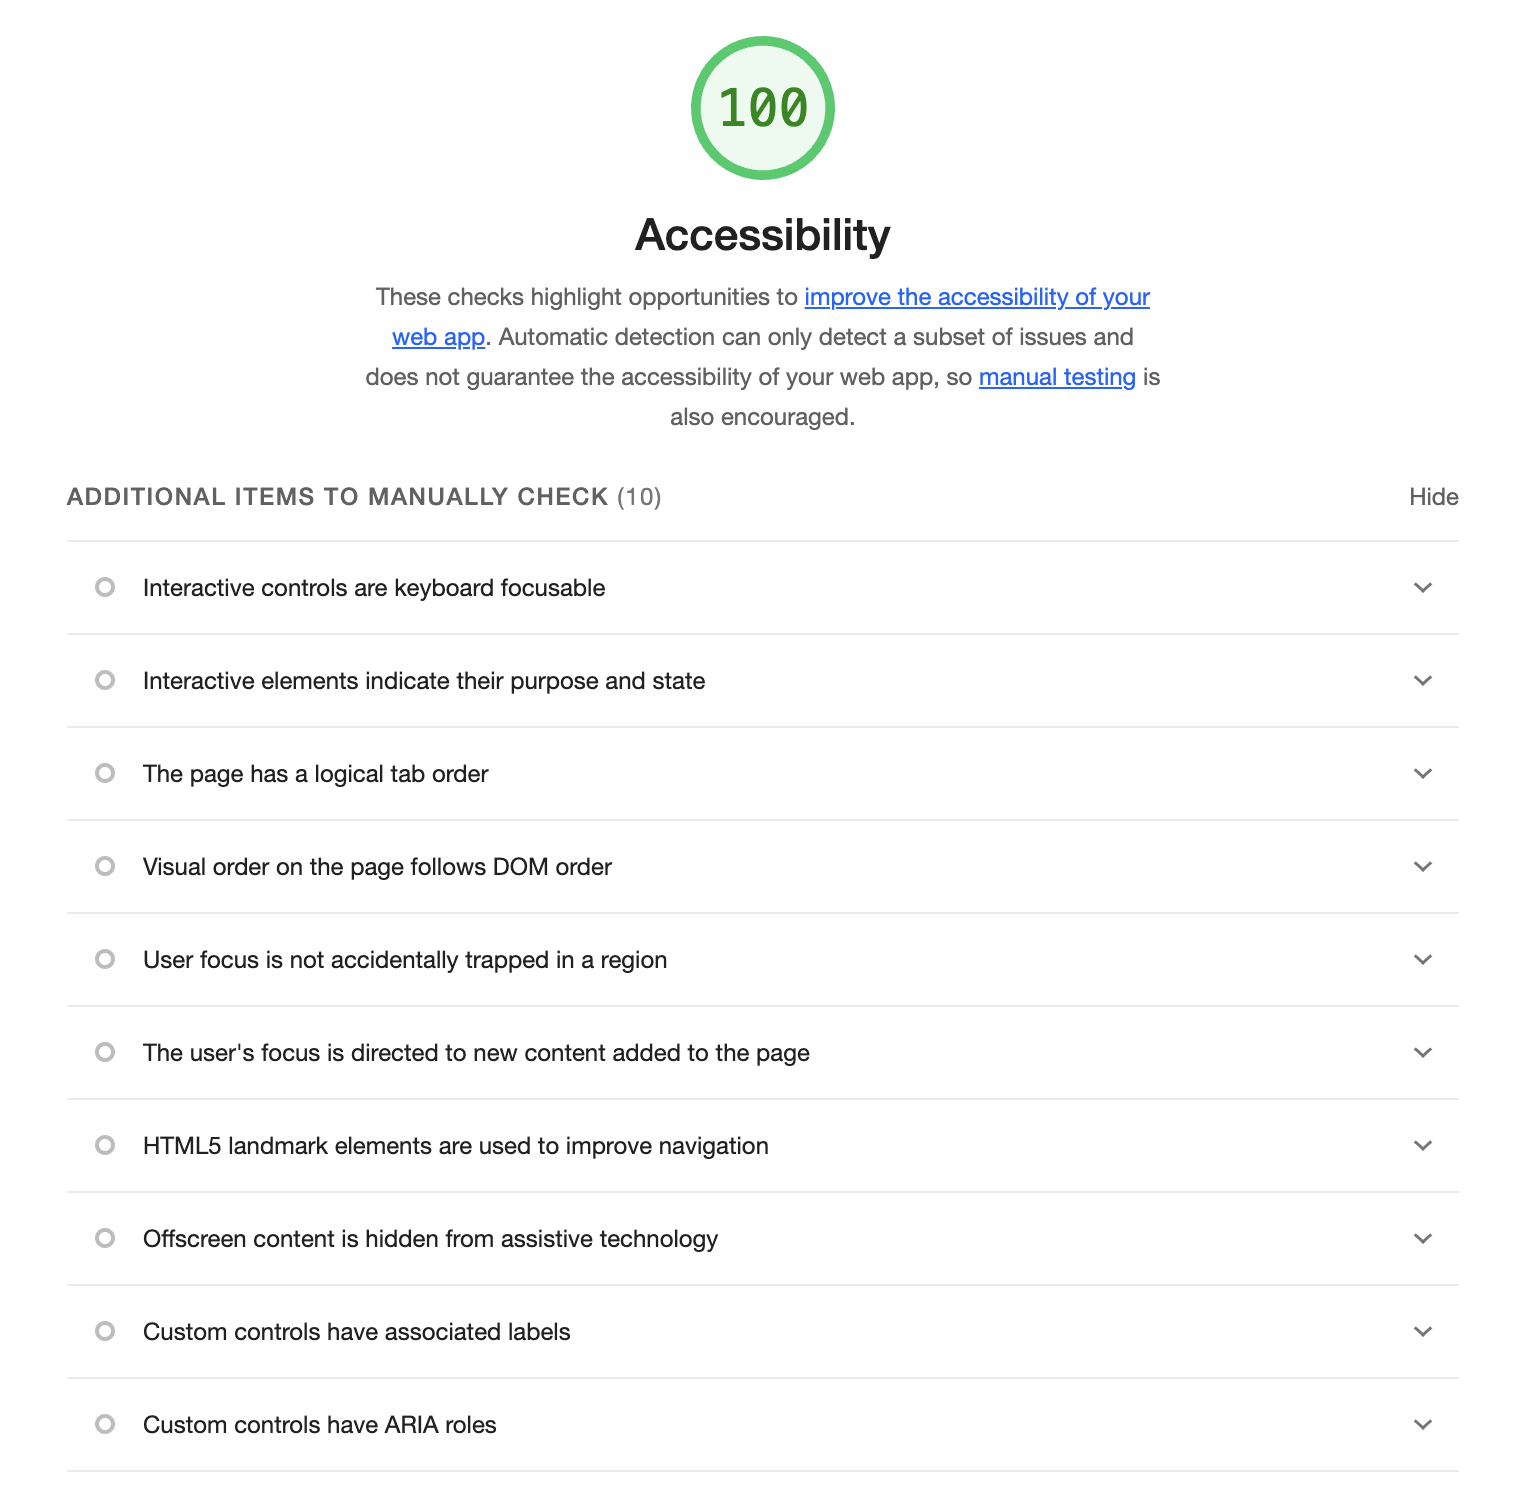 100
Accessibility
These checks highlight opportunities to improve the accessibility of your
web app. Automatic detection can only detect a subset of issues and
does not guarantee the accessibility of your web app, so manual testing is
also encouraged.
ADDITIONAL ITEMS TO MANUALLY CHECK (10) Hide
Interactive controls are keyboard focusable
Interactive elements indicate their purpose and state
The page has a logical tab order
Visual order on the page follows DOM order
User focus is not accidentally trapped in a region
The user's focus is directed to new content added to the page
HTML5 landmark elements are used to improve navigation
Offscreen content is hidden from assistive technology
Custom controls have associated labels
Custom controls have ARIA roles